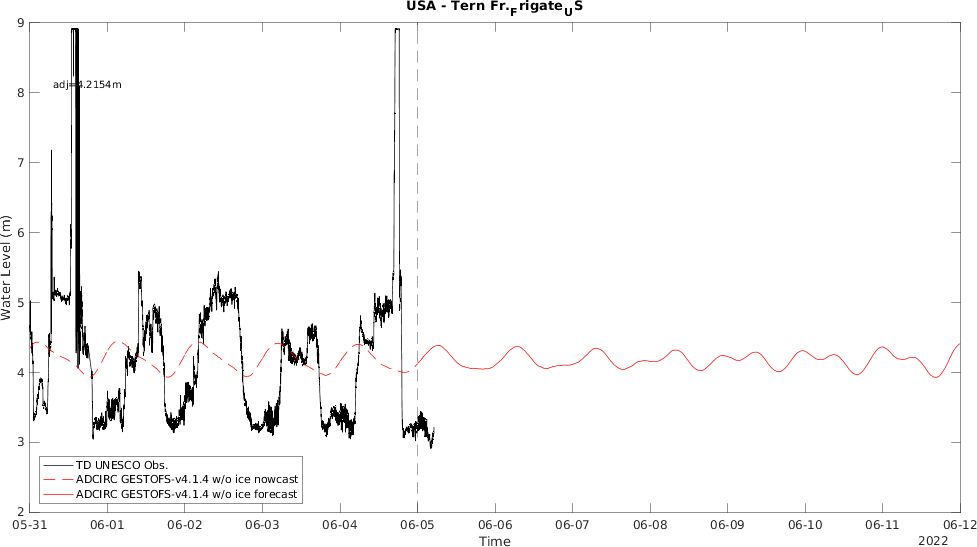 USA - Tern Fr.FrigateUS
adj=4.2154m
Water Level (m)
9
8
7
6
5
4
3
2
TD UNESCO Obs.
ADCIRC GESTOFS-v4.1.4 w/o ice nowcast
ADCIRC GESTOFS-v4.1.4 w/o ice forecast
05-31 06-01 06-02 06-03 06-04 06-05 06-06 06-07 06-08 06-09 06-10 06-11 06-12
Time
2022